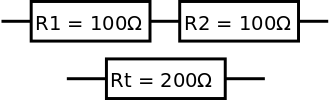 R1 = 100Ω R2 = 100Ω
Rt = 200Ω